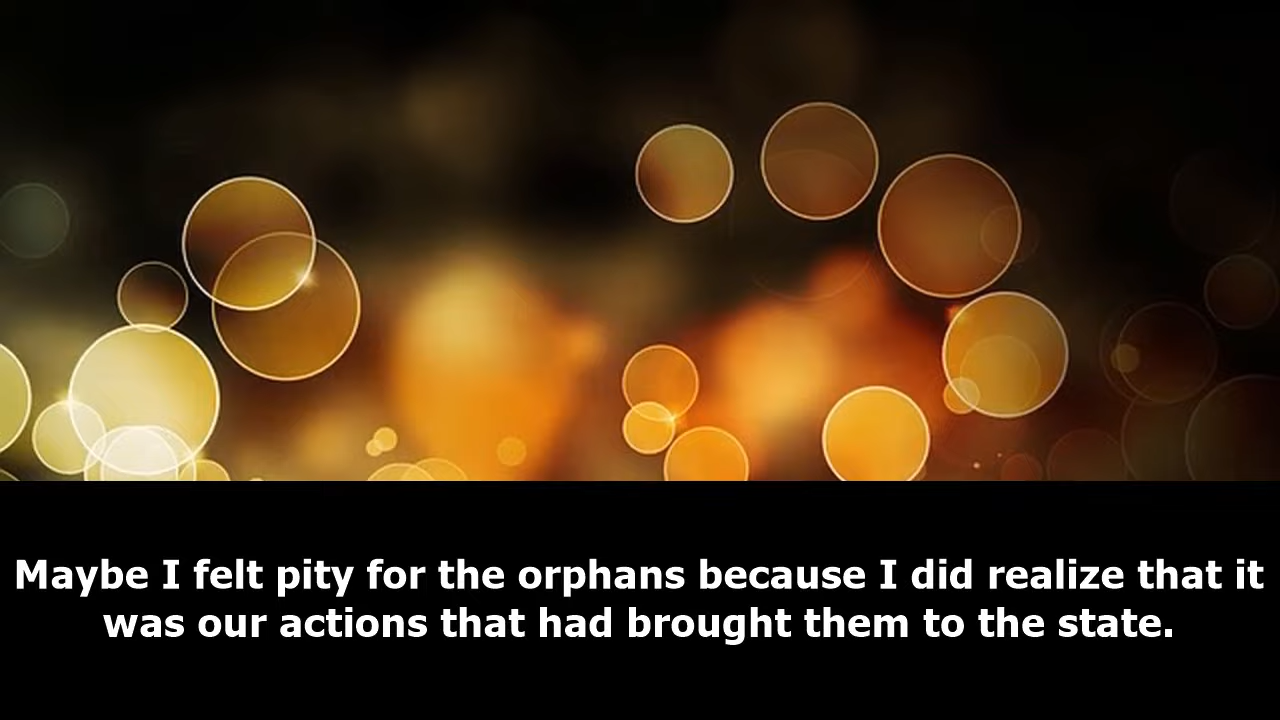 Maybe I felt pity for the orphans because I did realize that it
was our actions that had brought them to the state.